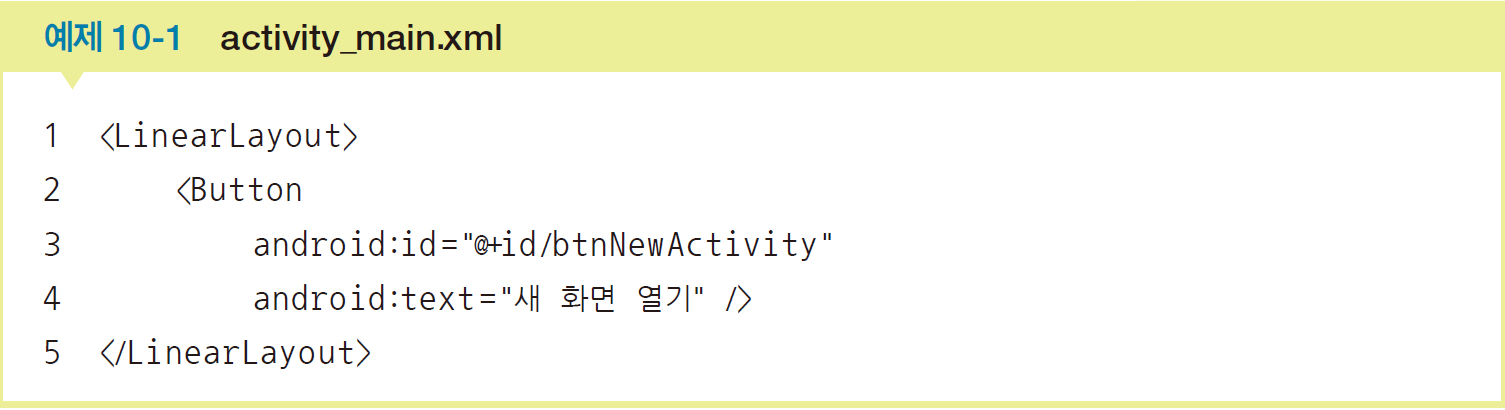 예제 10-1 activity_main.xml
1 <LinearLayout>
2 <Button
3 android:id="@+id/btnNewActivity"
4 android:text="새 화면 열기" />
5 </LinearLayout>